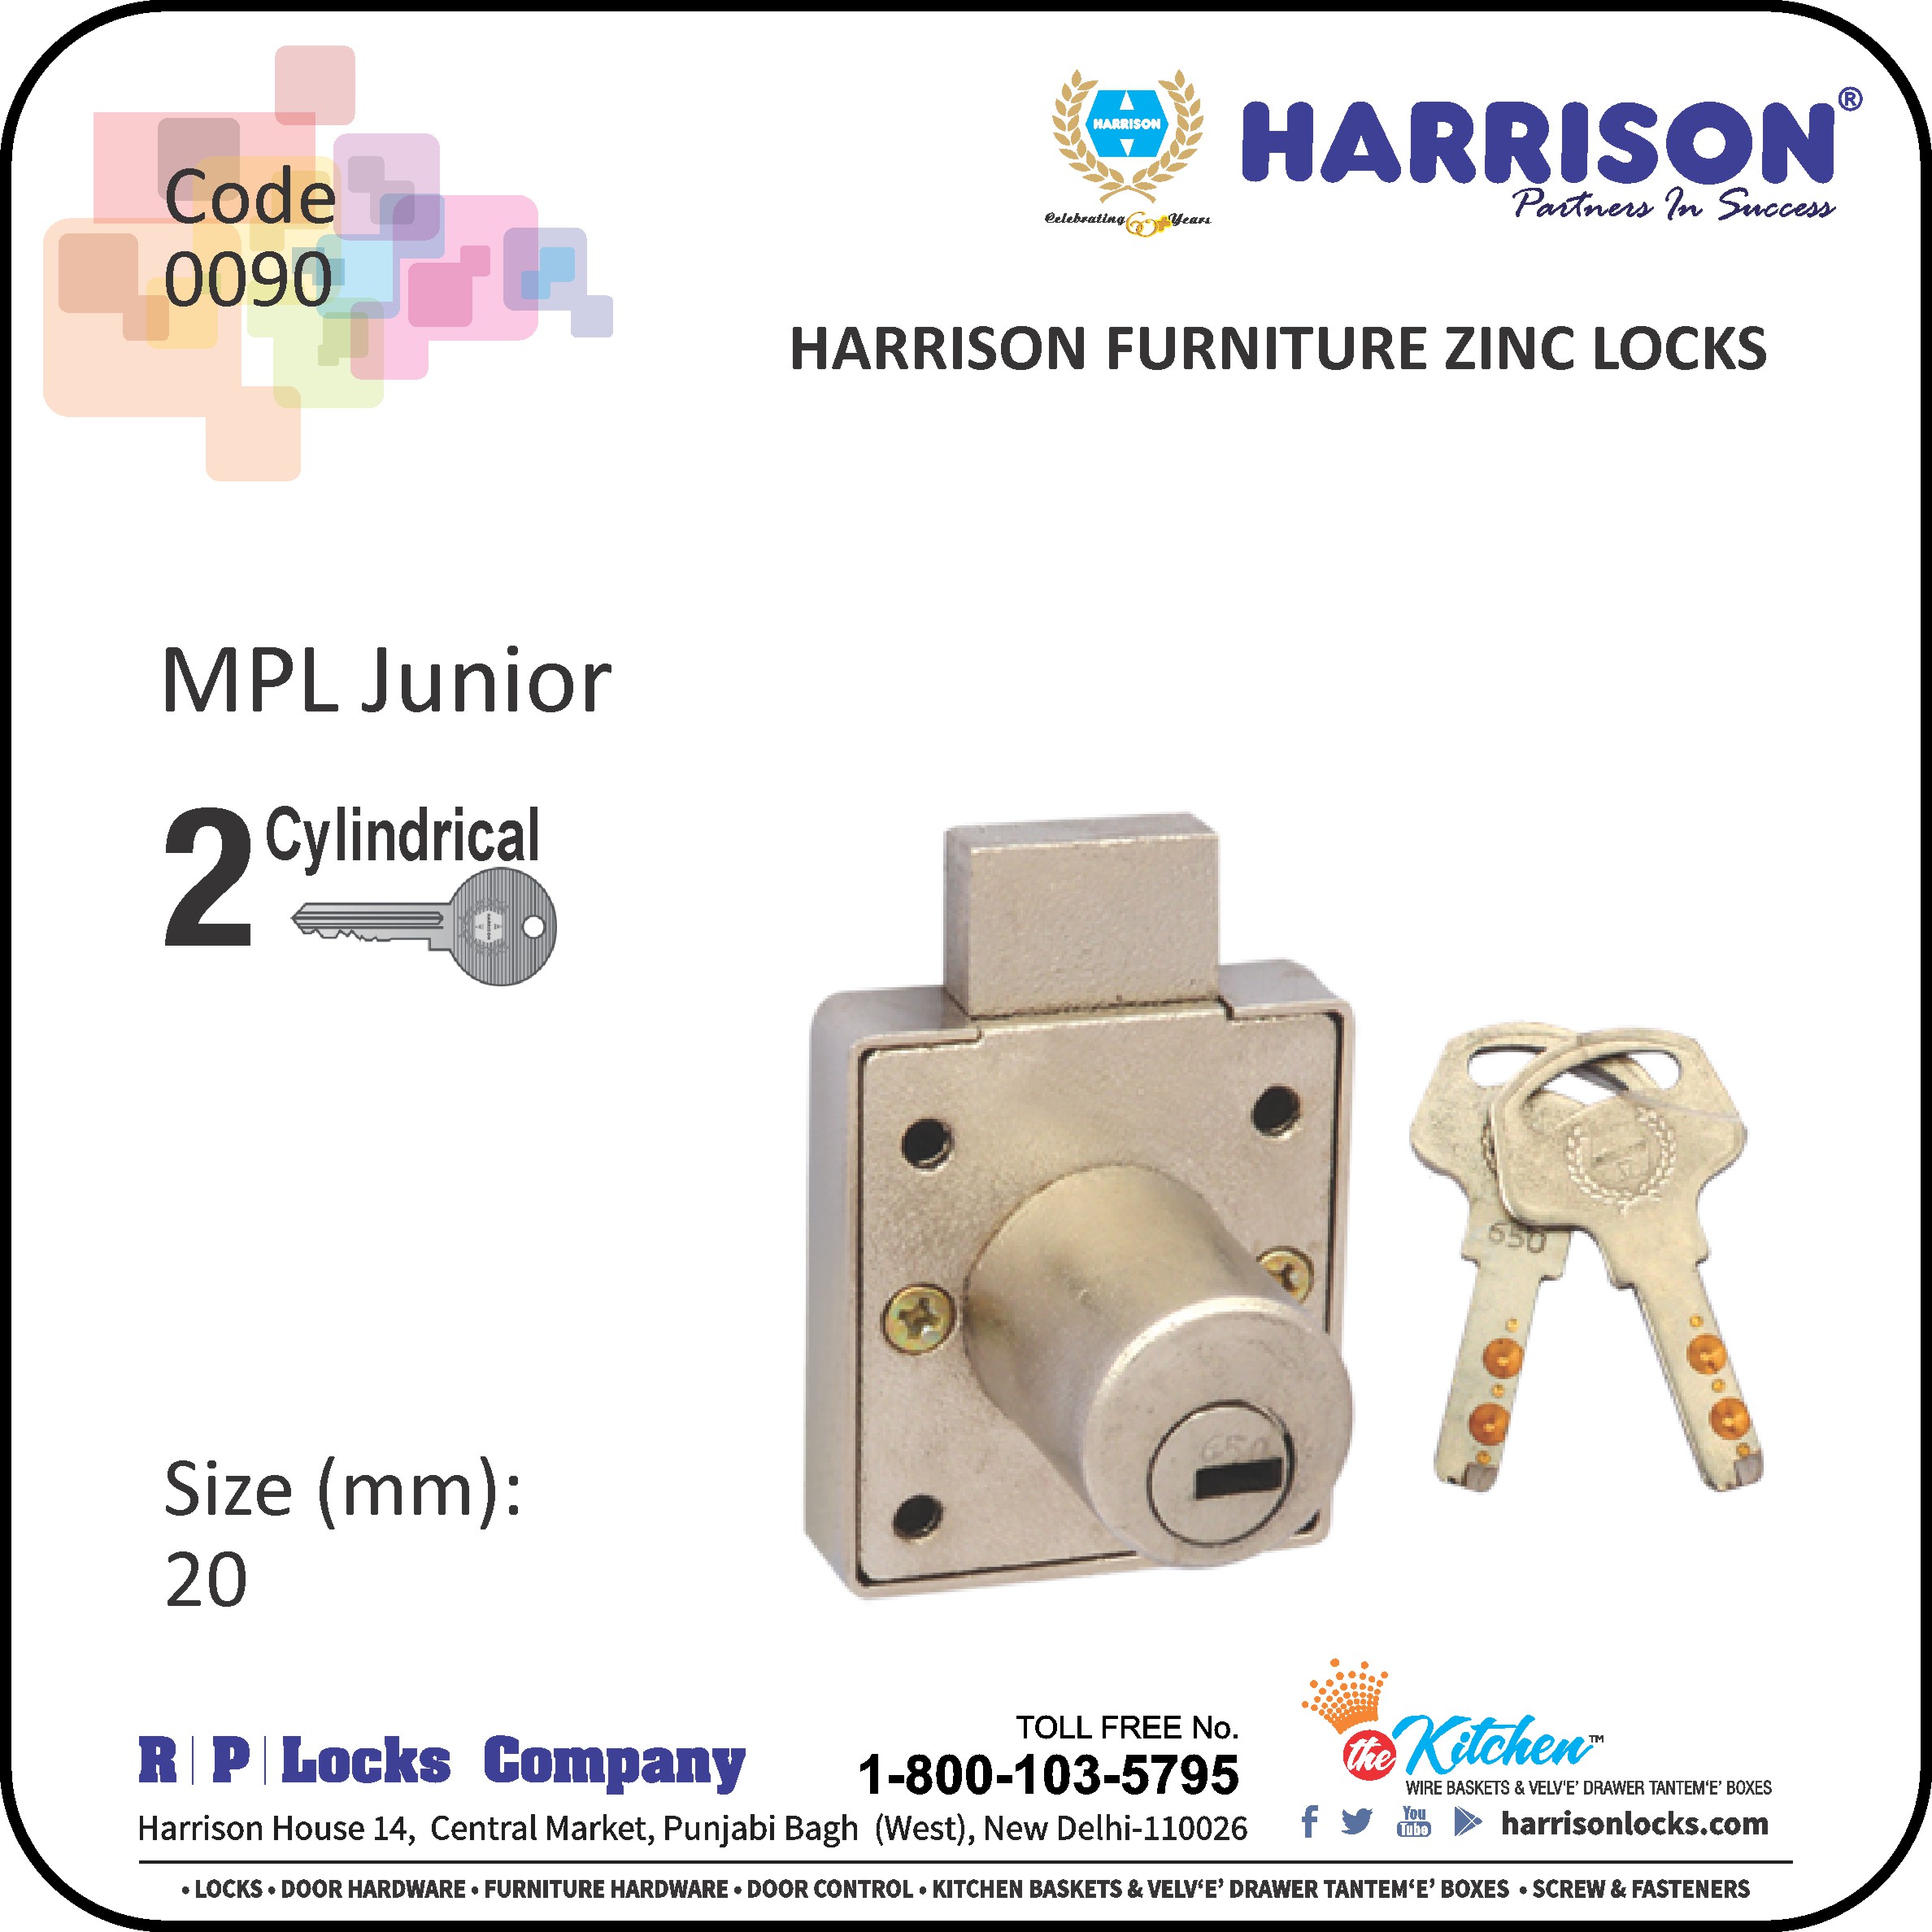 Code
0090
HARRISON
Celebrating 60+ Years
HARRISON®
Partners In Success
HARRISON FURNITURE ZINC LOCKS
MPL Junior
2 Cylindrical
HARRISON
650
650
Size (mm):
20
R | P | Locks Company
TOLL FREE No.
1-800-103-5795
Harrison House 14, Central Market, Punjabi Bagh (West), New Delhi-110026
the Kitchen™
WIRE BASKETS & VELV'E' DRAWER TANTEM‘E’ BOXES
f You Tube harrisonlocks.com
• LOCKS • DOOR HARDWARE • FURNITURE HARDWARE • DOOR CONTROL • KITCHEN BASKETS & VELV‘E’ DRAWER TANTEM‘E’ BOXES • SCREW & FASTENERS